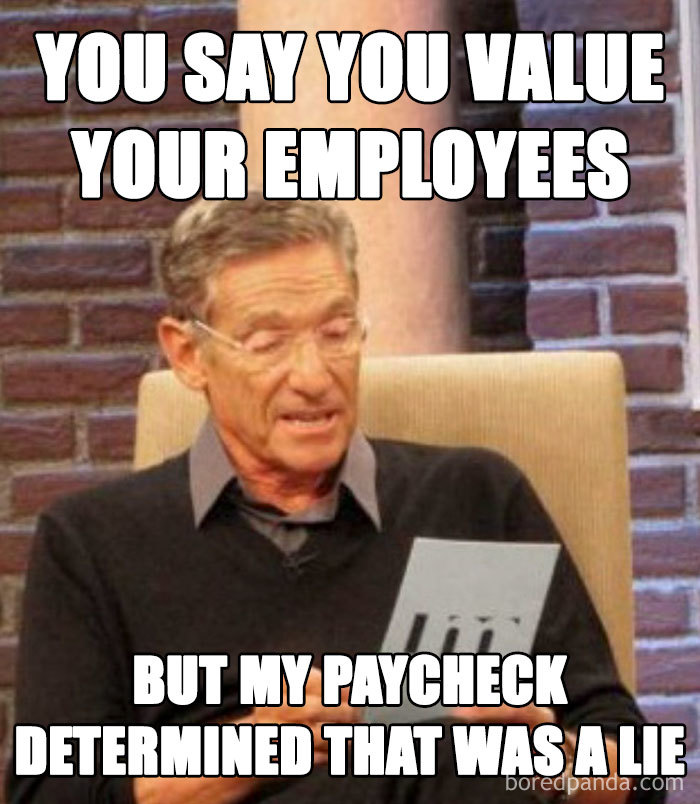 YOU SAY YOU VALUE
YOUR EMPLOYEES
BUT MY PAYCHECK
DETERMINED THAT WAS A LIE
boredpanda.com